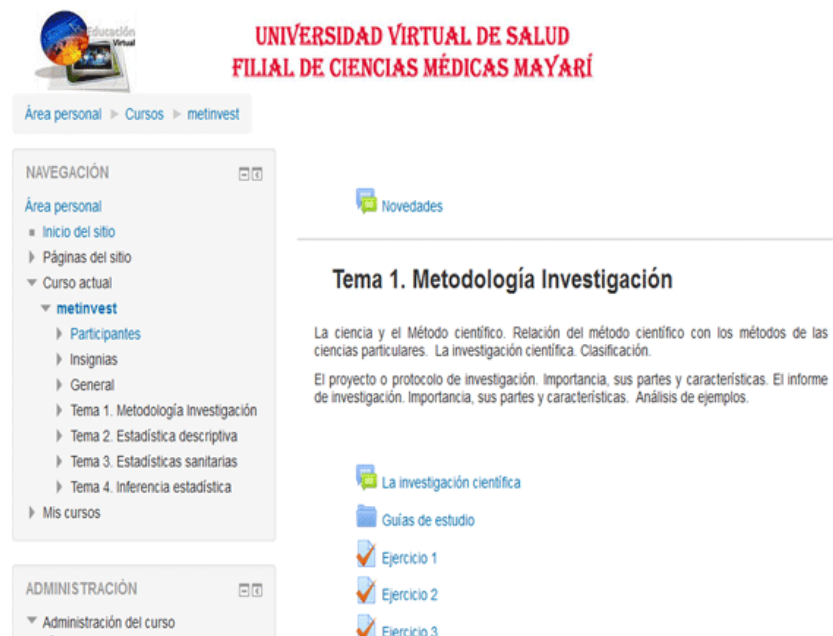 Educación
Virtual
UNIVERSIDAD VIRTUAL DE SALUD
FILIAL DE CIENCIAS MÉDICAS MAYARÍ
Área personal
Cursos
metinvest
NAVEGACIÓN
Área personal
Inicio del sitio
Páginas del sitio
Curso actual
metinvest
Participantes
Insignias
General
Tema 1. Metodología Investigación
Tema 2. Estadística descriptiva
Tema 3. Estadísticas sanitarias
Tema 4. Inferencia estadística
Mis cursos
ADMINISTRACIÓN
Administración del curso
Novedades
Tema 1. Metodología Investigación
La ciencia y el Método científico. Relación del método científico con los métodos de las
ciencias particulares. La investigación científica. Clasificación.
El proyecto o protocolo de investigación. Importancia, sus partes y características. El informe
de investigación. Importancia, sus partes y características. Análisis de ejemplos.
La investigación científica
Guías de estudio
Ejercicio 1
Ejercicio 2
Ejercicio 3